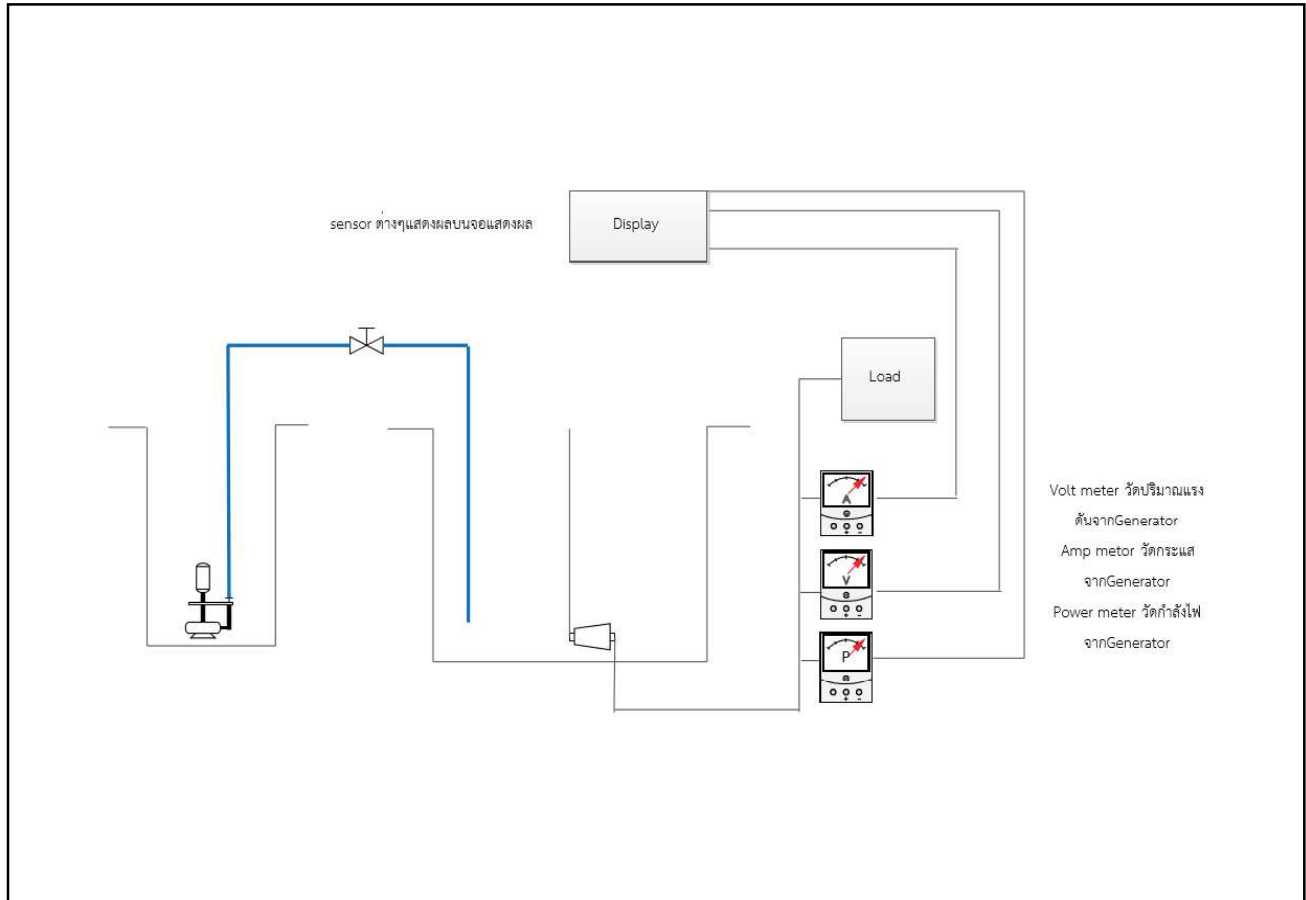 sensor ต่างๆแสดงผลบนจอแสดงผล
Display
Load
A
V
P
Volt meter วัดปริมาณแรง
ดันจากGenerator
Amp metor วัดกระแส
จากGenerator
Power meter วัดกำลังไฟ
จากGenerator